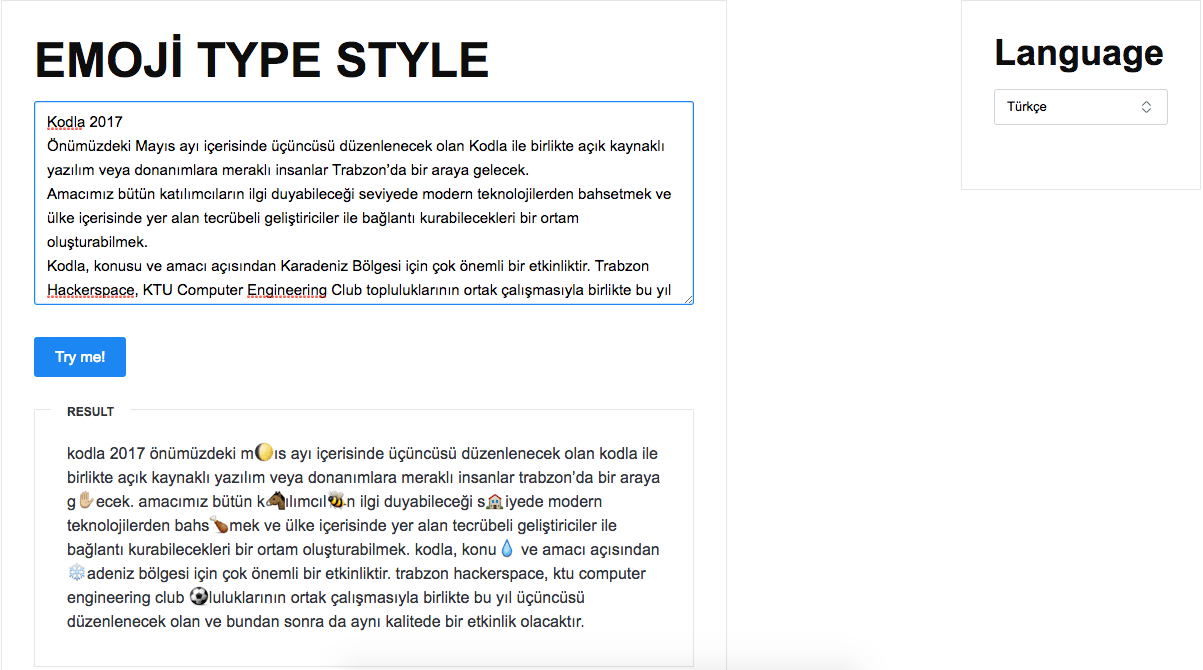 EMOJİ TYPE STYLE
Kodla 2017
Önümüzdeki Mayıs ayı içerisinde üçüncüsü düzenlenecek olan Kodla ile birlikte açık kaynaklı
yazılım veya donanımlara meraklı insanlar Trabzon’da bir araya gelecek.
Amacımız bütün katılımcıların ilgi duyabileceği seviyede modern teknolojilerden bahsetmek ve
ülke içerisinde yer alan tecrübeli geliştiriciler ile bağlantı kurabilecekleri bir ortam
oluşturabilmek.
Kodla, konusu ve amacı açısından Karadeniz Bölgesi için çok önemli bir etkinliktir. Trabzon
Hackerspace, KTU Computer Engineering Club topluluklarının ortak çalışmasıyla birlikte bu yıl
Try me!
RESULT
kodla 2017 önümüzdeki m🌔ıs ayı içerisinde üçüncüsü düzenlenecek olan kodla ile
birlikte açık kaynaklı yazılım veya donanımlara meraklı insanlar trabzon’da bir araya
g✋ecek. amacımız bütün k🐴ılımcıl🐝n ilgi duyabileceği s🏠iyede modern
teknolojilerden bahs🍗mek ve ülke içerisinde yer alan tecrübeli geliştiriciler ile
bağlantı kurabilecekleri bir ortam oluşturabilmek. kodla, konu💧 ve amacı açısından
❄️adeniz bölgesi için çok önemli bir etkinliktir. trabzon hackerspace, ktu computer
engineering club ⚽luluklarının ortak çalışmasıyla birlikte bu yıl üçüncüsü
düzenlenecek olan ve bundan sonra da aynı kalitede bir etkinlik olacaktır.
Language
Türkçe